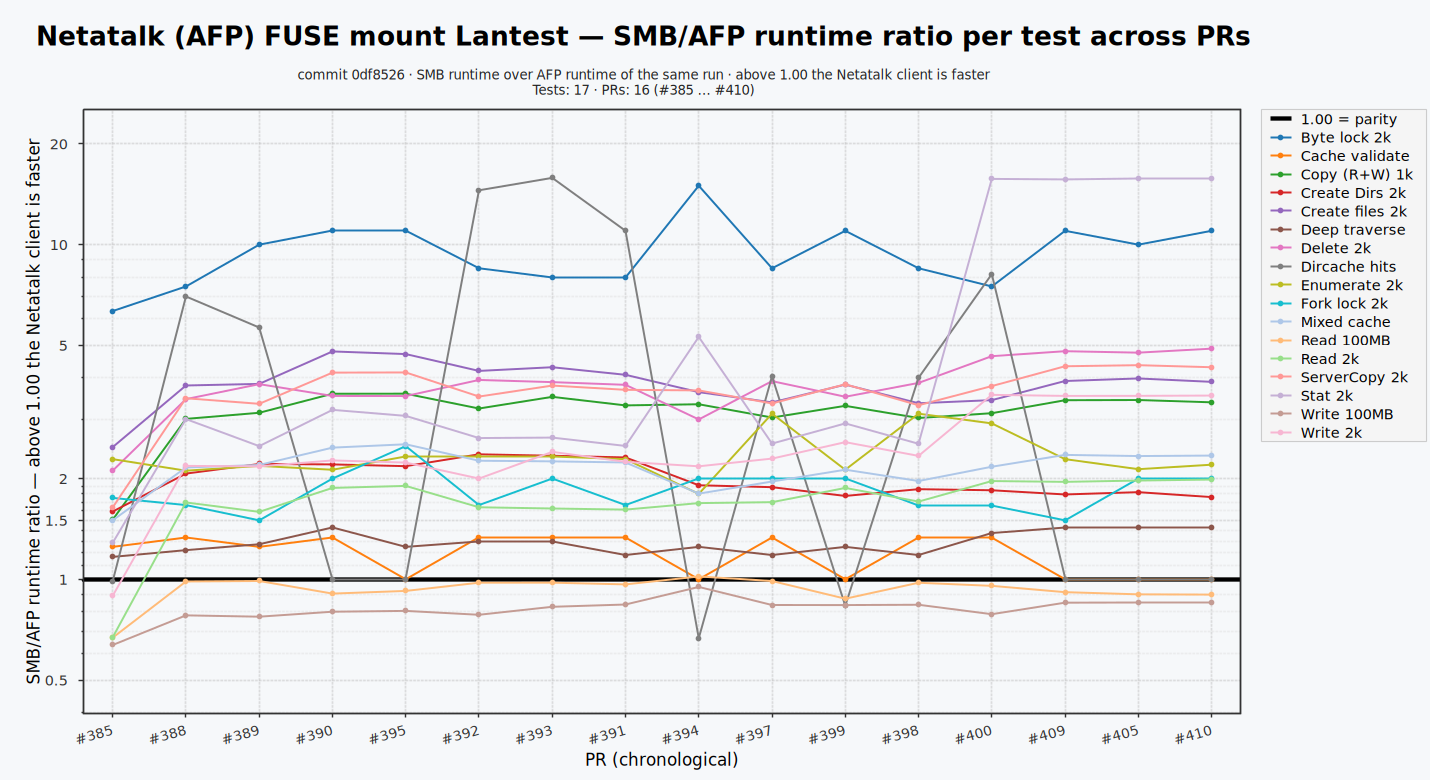 Netatalk (AFP) FUSE mount Lantest — SMB/AFP runtime ratio per test across PRs
commit 0df8526 · SMB runtime over AFP runtime of the same run · above 1.00 the Netatalk client is faster
Tests: 17 · PRs: 16 (#385 … #410)
SMB/AFP runtime ratio — above 1.00 the Netatalk client is faster
20
10
5
2
1.5
1
0.5
#385
#388
#389
#390
#395
#392
#393
#391
#394
#397
#399
#398
#400
#409
#405
#410
PR (chronological)
1.00 = parity
Byte lock 2k
Cache validate
Copy (R+W) 1k
Create Dirs 2k
Create files 2k
Deep traverse
Delete 2k
Dircache hits
Enumerate 2k
Fork lock 2k
Mixed cache
Read 100MB
Read 2k
ServerCopy 2k
Stat 2k
Write 100MB
Write 2k